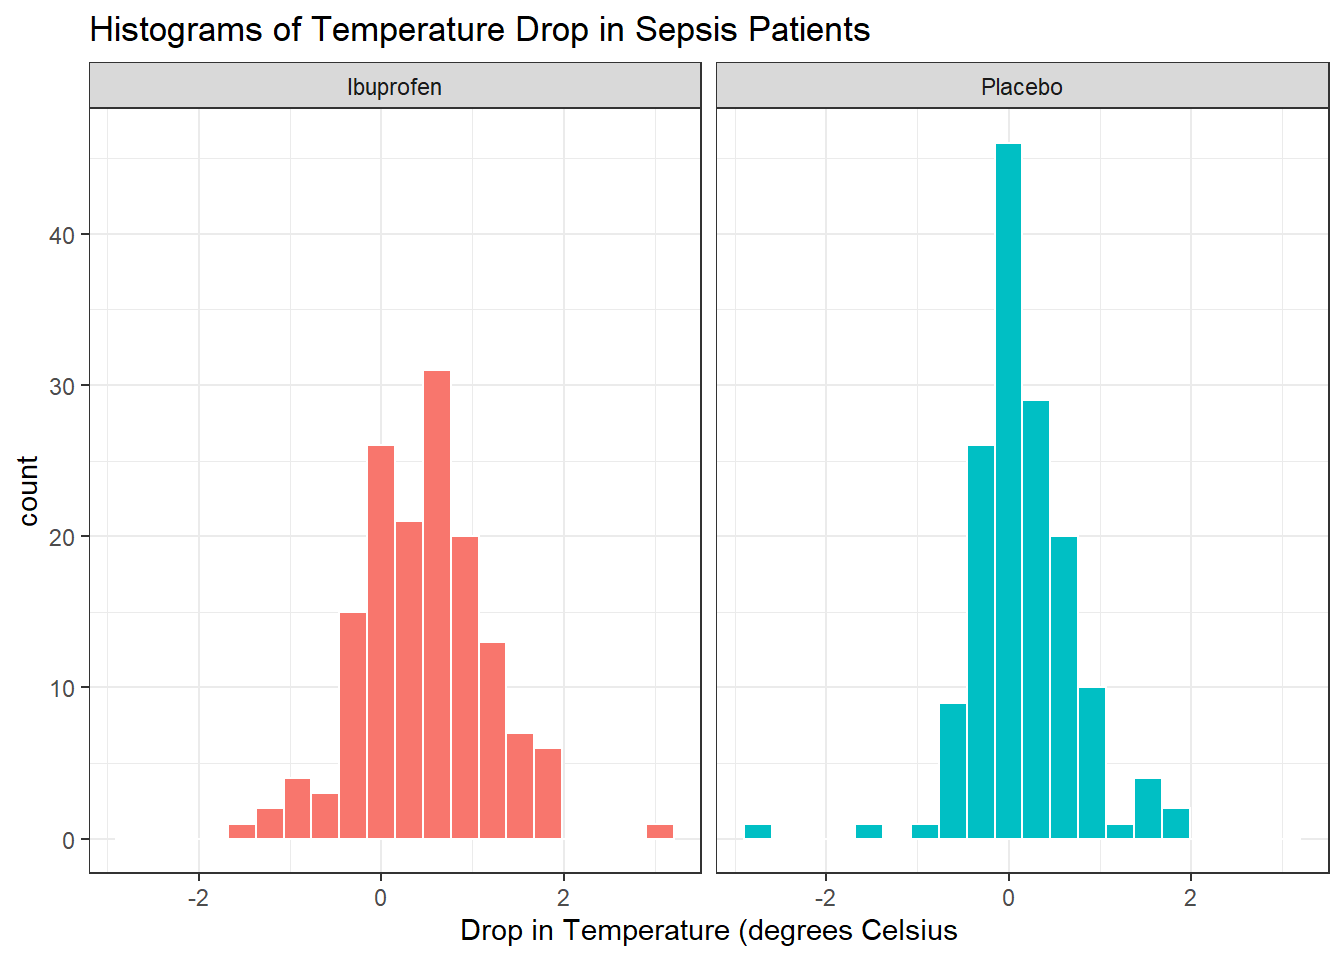 Histograms of Temperature Drop in Sepsis Patients
Ibuprofen
Placebo
count
40
30
20
10
0
-2 0 2
-2 0 2
Drop in Temperature (degrees Celsius